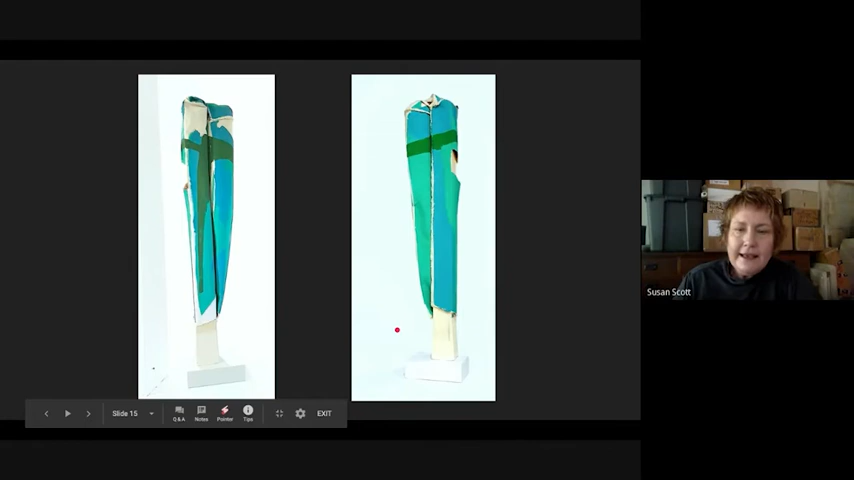 Susan Scott
Slide 15
Q & A
Notes
Pointer
Tips
EXIT